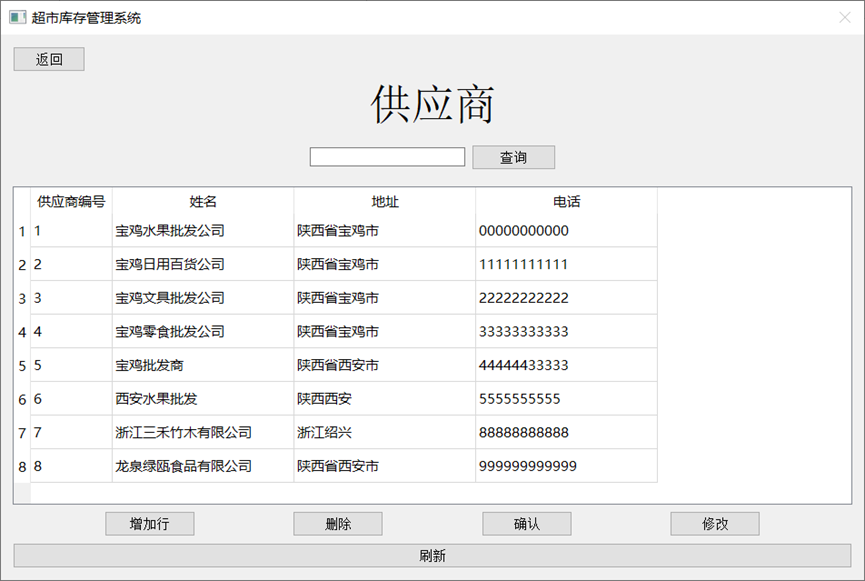 超市库存管理系统
返回
供应商
查询
供应商编号 姓名 地址 电话
1 1 宝鸡水果批发公司 陕西省宝鸡市 00000000000
2 2 宝鸡日用百货公司 陕西省宝鸡市 11111111111
3 3 宝鸡文具批发公司 陕西省宝鸡市 22222222222
4 4 宝鸡零食批发公司 陕西省宝鸡市 33333333333
5 5 宝鸡批发商 陕西省西安市 44444433333
6 6 西安水果批发 陕西西安 5555555555
7 7 浙江三禾竹木有限公司 浙江绍兴 88888888888
8 8 龙泉绿瓯食品有限公司 陕西省西安市 999999999999
增加行 删除 确认 修改
刷新